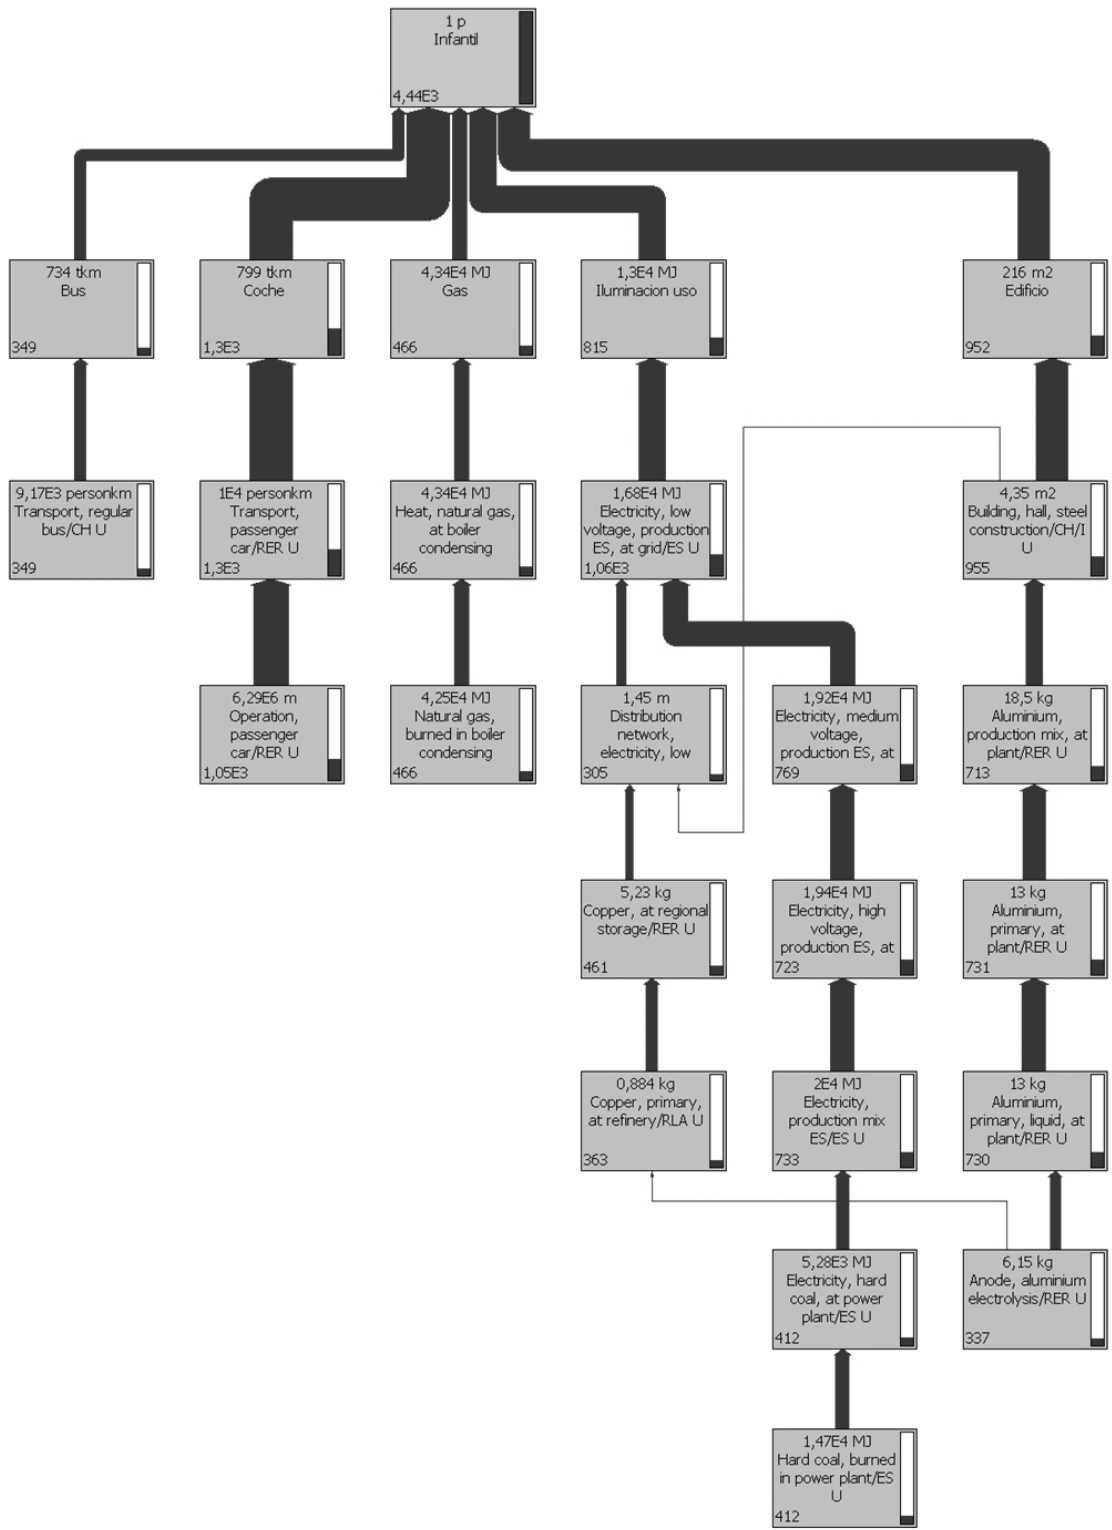 1 p
Infantil
4,44E3
734 tkm
Bus
349
799 tkm
Coche
1,3E3
4,34E4 MJ
Gas
466
1,3E4 MJ
Iluminacion uso
815
216 m2
Edificio
952
9,17E3 personkm
Transport, regular
bus/CH U
349
1E4 personkm
Transport,
passenger
car/RER U
1,3E3
4,34E4 MJ
Heat, natural gas,
at boiler
condensing
466
1,68E4 MJ
Electricity, low
voltage, production
ES, at grid/ES U
1,06E3
4,35 m2
Building, hall, steel
construction/CH/I
U
955
6,29E6 m
Operation,
passenger
car/RER U
1,05E3
4,25E4 MJ
Natural gas,
burned in boiler
condensing
466
1,45 m
Distribution
network,
electricity, low
305
1,92E4 MJ
Electricity, medium
voltage,
production ES, at
769
18,5 kg
Aluminium,
production mix, at
plant/RER U
713
5,23 kg
Copper, at regional
storage/RER U
461
1,94E4 MJ
Electricity, high
voltage,
production ES, at
723
13 kg
Aluminium,
primary, at
plant/RER U
731
0,884 kg
Copper, primary,
at refinery/RLA U
363
2E4 MJ
Electricity,
production mix
ES/ES U
733
13 kg
Aluminium,
primary, liquid, at
plant/RER U
730
5,28E3 MJ
Electricity, hard
coal, at power
plant/ES U
412
6,15 kg
Anode, aluminium
electrolysis/RER U
337
1,47E4 MJ
Hard coal, burned
in power plant/ES
U
412